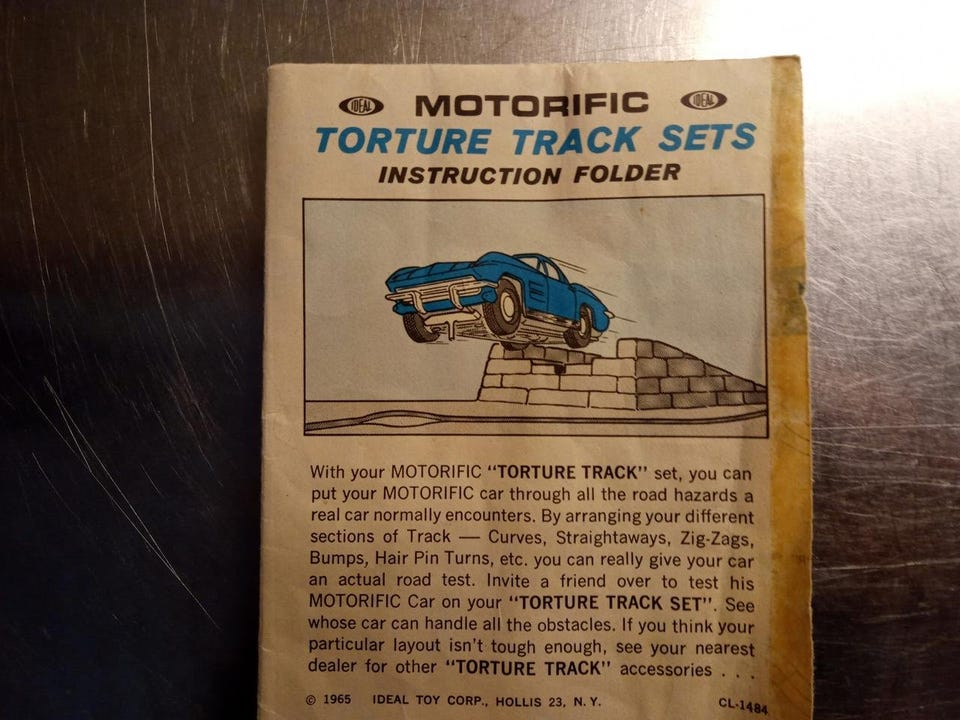 IDEAL MOTORIFIC IDEAL
TORTURE TRACK SETS
INSTRUCTION FOLDER
With your MOTORIFIC "TORTURE TRACK" set, you can
put your MOTORIFIC car through all the road hazards a
real car normally encounters. By arranging your different
sections of Track — Curves, Straightaways, Zig-Zags,
Bumps, Hair Pin Turns, etc. you can really give your car
an actual road test. Invite a friend over to test his
MOTORIFIC Car on your "TORTURE TRACK SET". See
whose car can handle all the obstacles. If you think your
particular layout isn't tough enough, see your nearest
dealer for other "TORTURE TRACK" accessories . . .
© 1965 IDEAL TOY CORP., HOLLIS 23, N. Y. CL-1484